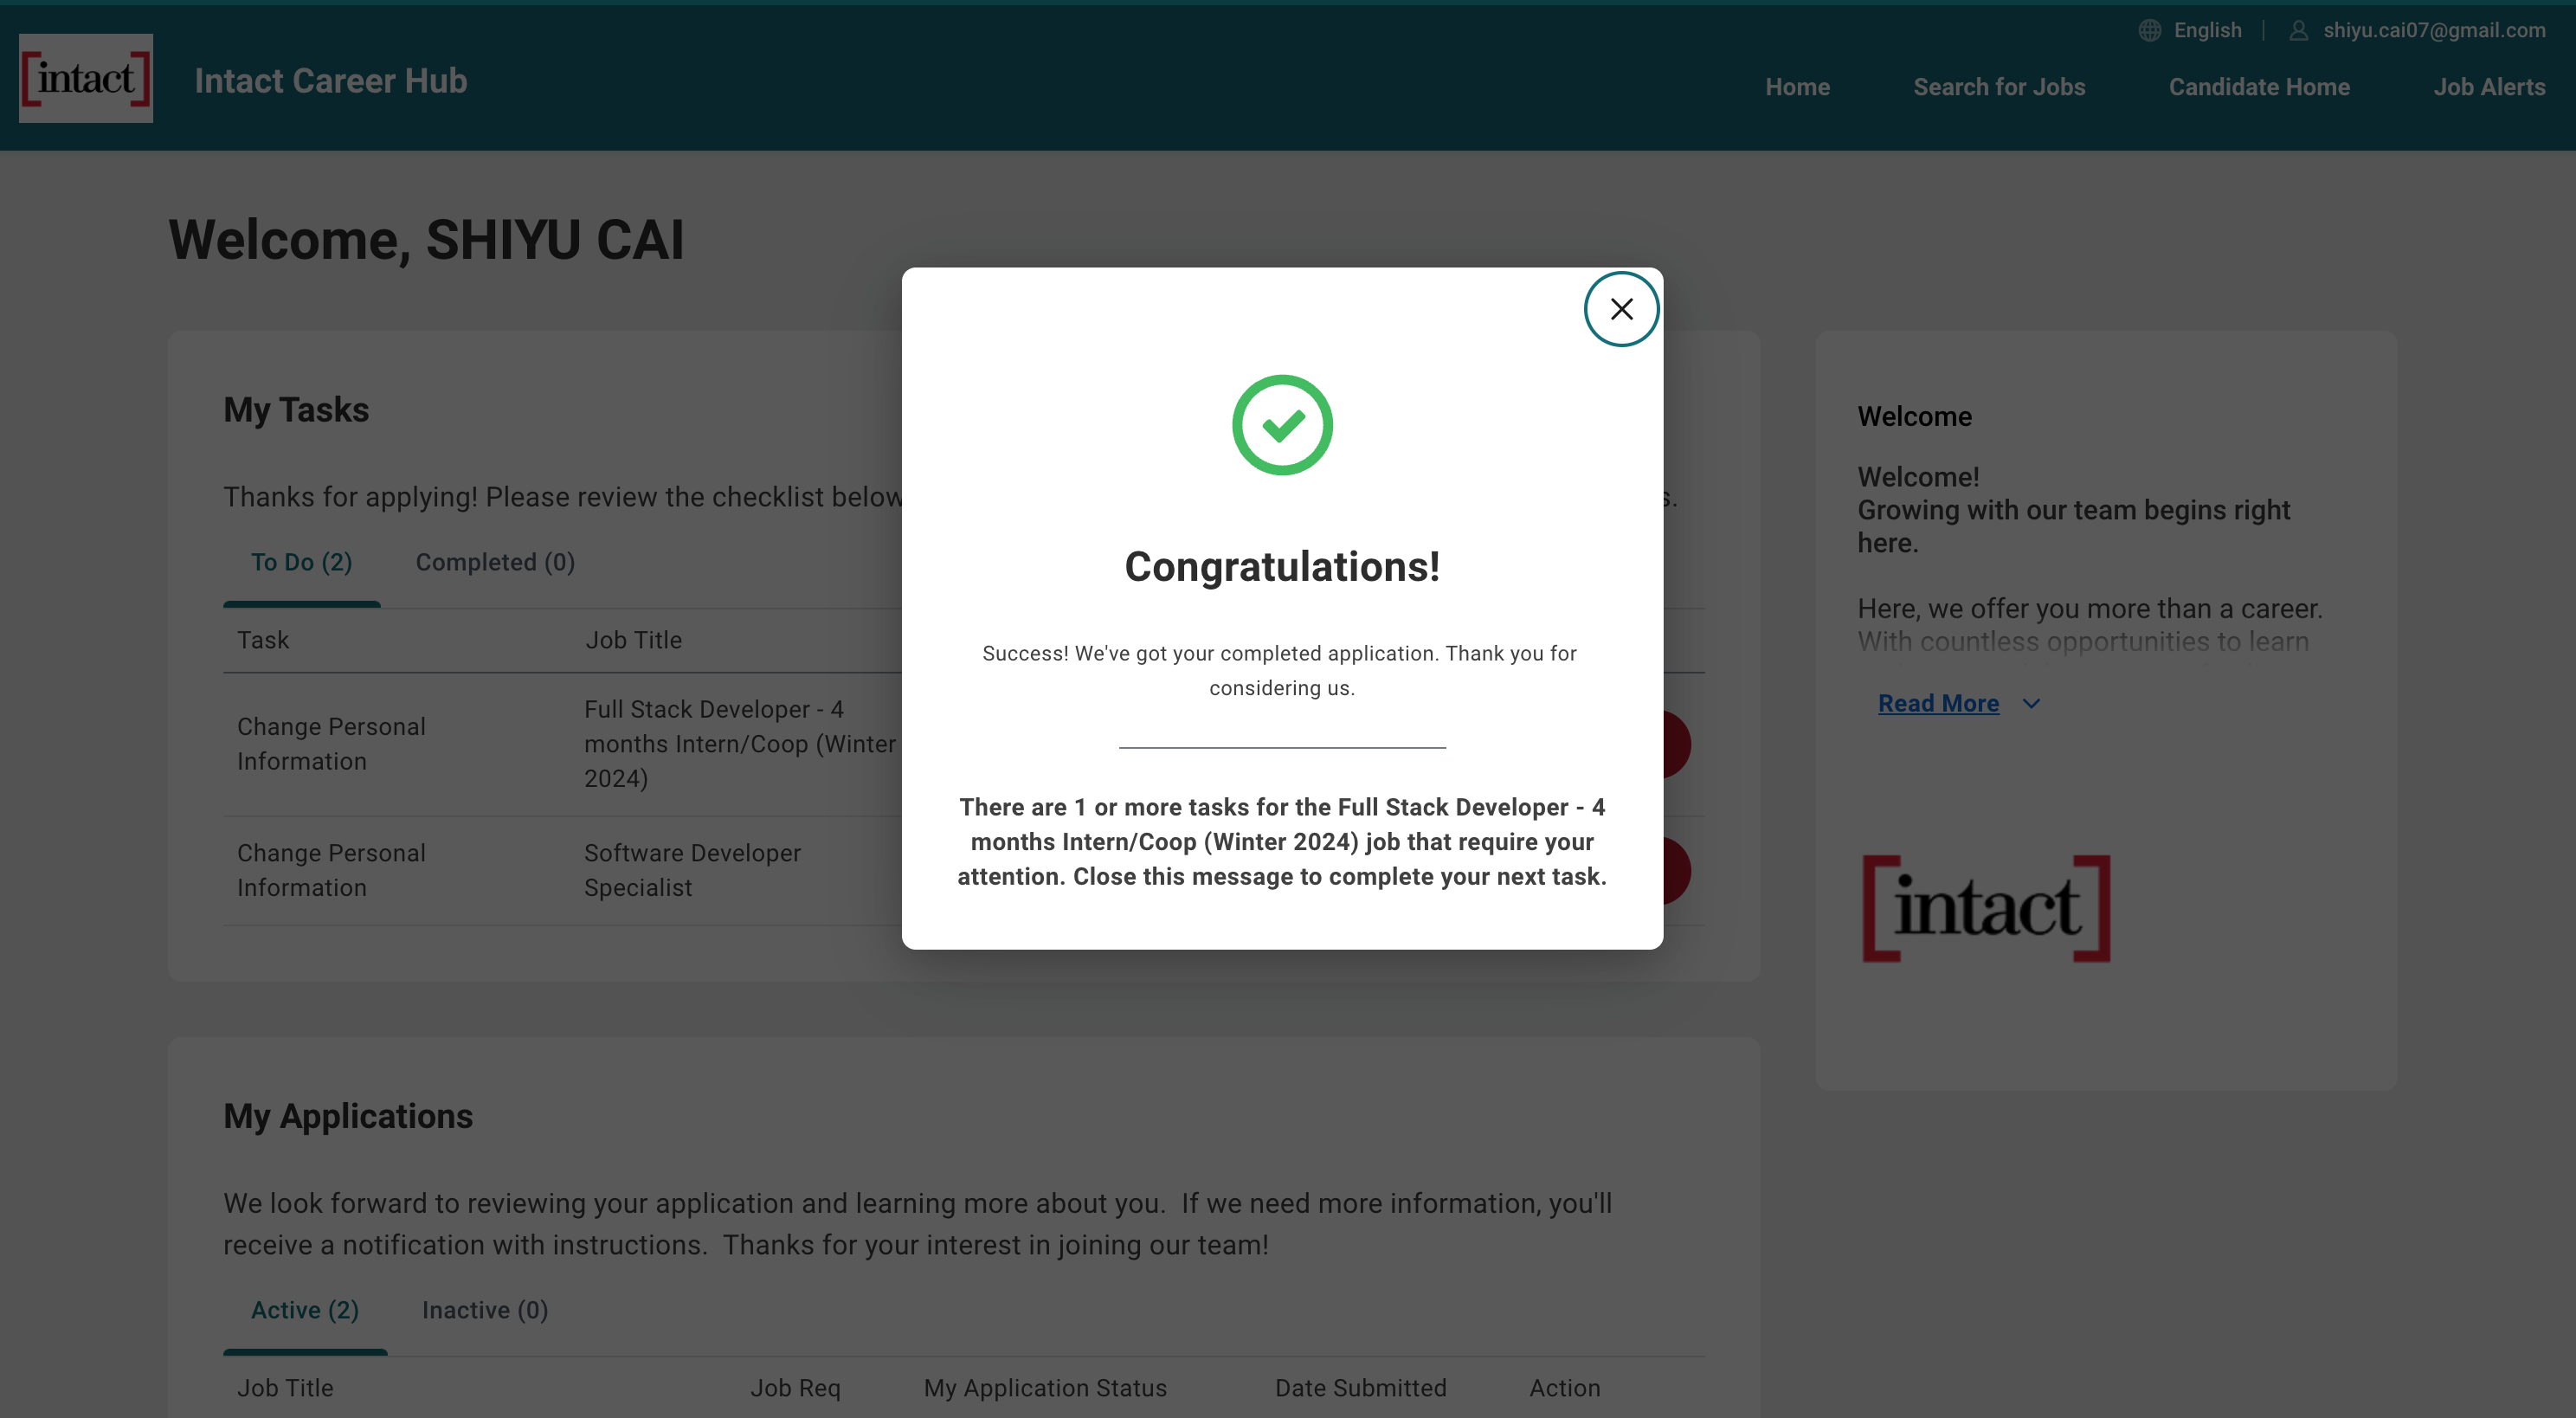 English
shiyu.cai07@gmail.com
[intact]
Intact Career Hub
Home
Search for Jobs
Candidate Home
Job Alerts
Welcome, SHIYU CAI
My Tasks
Thanks for applying! Please review the checklist below
s.
To Do (2)
Completed (0)
Task
Job Title
Change Personal
Information
Full Stack Developer - 4
months Intern/Coop (Winter
2024)
Change Personal
Information
Software Developer
Specialist
Congratulations!
Success! We've got your completed application. Thank you for
considering us.
There are 1 or more tasks for the Full Stack Developer - 4
months Intern/Coop (Winter 2024) job that require your
attention. Close this message to complete your next task.
Welcome
Welcome!
Growing with our team begins right
here.
Here, we offer you more than a career.
With countless opportunities to learn
Read More
[intact]
My Applications
We look forward to reviewing your application and learning more about you.  If we need more information, you'll
receive a notification with instructions.  Thanks for your interest in joining our team!
Active (2)
Inactive (0)
Job Title
Job Req
My Application Status
Date Submitted
Action